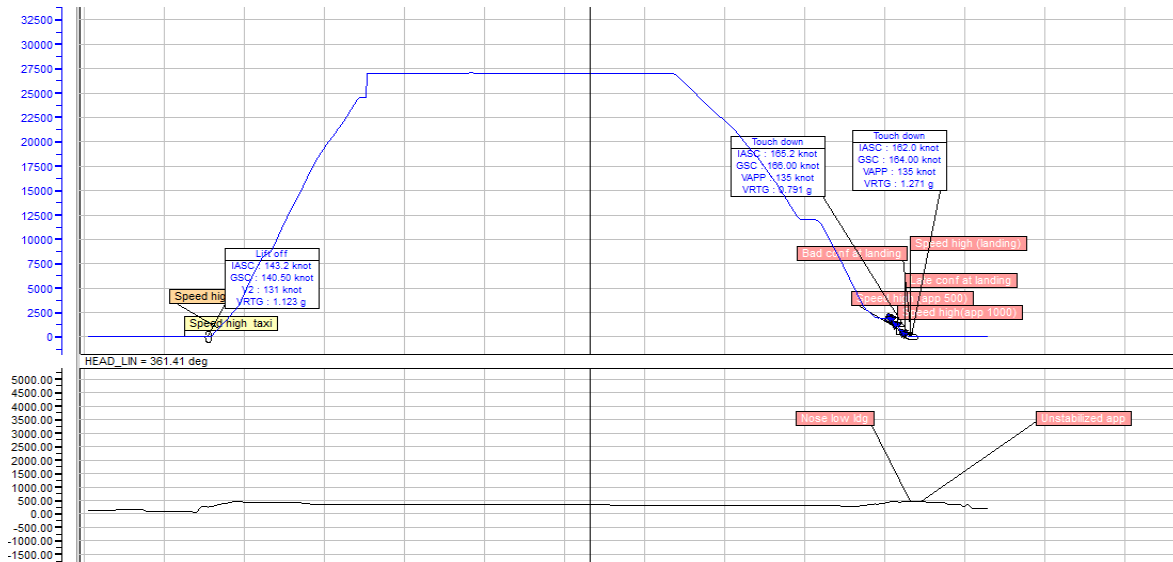 32500
30000
27500
25000
22500
20000
17500
15000
12500
10000
7500
5000
2500
0
Touch down
IASC : 165.2 knot
GSC : 166.00 knot
VAPP : 135 knot
VRTG : 0.791 g
Touch down
IASC : 162.0 knot
GSC : 164.00 knot
VAPP : 135 knot
VRTG : 1.271 g
Lift off
IASC : 143.2 knot
GSC : 140.50 knot
V2 : 131 knot
VRTG : 1.123 g
Speed hig
Speed high taxi
Speed high (landing)
Bad conf at landing
Late conf at landing
Speed high (app 500)
Speed high(app 1000)
HEAD_LIN = 361.41 deg
5000.00
4500.00
4000.00
3500.00
3000.00
2500.00
2000.00
1500.00
1000.00
500.00
0.00
-500.00
-1000.00
-1500.00
Nose low ldg
Unstabilized app